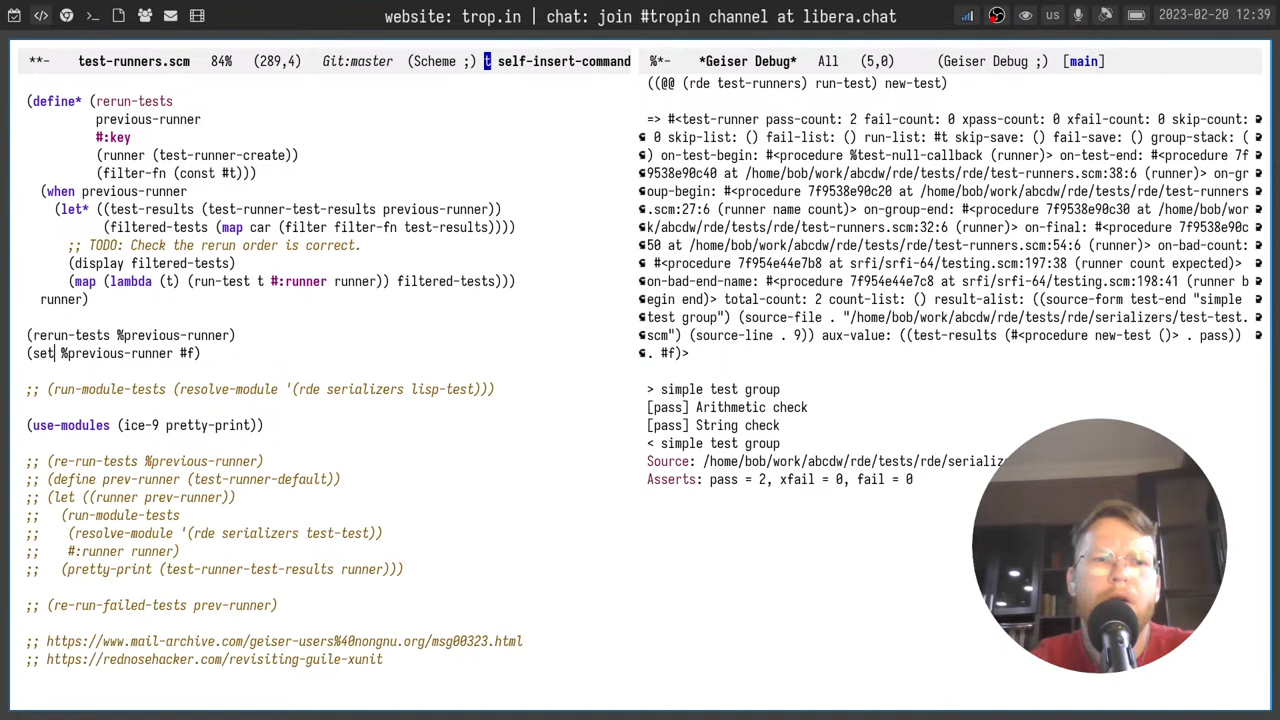 website: trop.in | chat: join #tropin channel at libera.chat
us
2023-02-20 12:39
**- test-runners.scm 84% (289,4) Git:master (Scheme ;) t self-insert-command
(define* (rerun-tests
previous-runner
#:key
(runner (test-runner-create))
(filter-fn (const #t)))
(when previous-runner
(let* ((test-results (test-runner-test-results previous-runner))
(filtered-tests (map car (filter filter-fn test-results))))
;; TODO: Check the rerun order is correct.
(display filtered-tests)
(map (lambda (t) (run-test t #:runner runner)) filtered-tests)))
runner)
(rerun-tests %previous-runner)
(set %previous-runner #f)
;; (run-module-tests (resolve-module '(rde serializers lisp-test)))
(use-modules (ice-9 pretty-print))
;; (re-run-tests %previous-runner)
;; (define prev-runner (test-runner-default))
;; (let ((runner prev-runner))
;; (run-module-tests
;; (resolve-module '(rde serializers test-test))
;; #:runner runner)
;; (pretty-print (test-runner-test-results runner)))
;; (re-run-failed-tests prev-runner)
;; https://www.mail-archive.com/geiser-users%40nongnu.org/msg00323.html
;; https://rednosehacker.com/revisiting-guile-xunit
%*- *Geiser Debug* All (5,0) (Geiser Debug ;) [main]
((@@ (rde test-runners) run-test) new-test)
=> #<test-runner pass-count: 2 fail-count: 0 xpass-count: 0 xfail-count: 0 skip-count:
0 skip-list: () fail-list: () run-list: #t skip-save: () fail-save: () group-stack: (
) on-test-begin: #<procedure %test-null-callback (runner)> on-test-end: #<procedure 7f
9538e90c40 at /home/bob/work/abcdw/rde/tests/rde/test-runners.scm:38:6 (runner)> on-gr
oup-begin: #<procedure 7f9538e90c20 at /home/bob/work/abcdw/rde/tests/rde/test-runners
.scm:27:6 (runner name count)> on-group-end: #<procedure 7f9538e90c30 at /home/bob/wor
k/abcdw/rde/tests/rde/test-runners.scm:32:6 (runner)> on-final: #<procedure 7f9538e90c
50 at /home/bob/work/abcdw/rde/tests/rde/test-runners.scm:54:6 (runner)> on-bad-count:
#<procedure 7f954e44e7b8 at srfi/srfi-64/testing.scm:197:38 (runner count expected)>
on-bad-end-name: #<procedure 7f954e44e7c8 at srfi/srfi-64/testing.scm:198:41 (runner b
egin end)> total-count: 2 count-list: () result-alist: ((source-form test-end "simple
test group") (source-file . "/home/bob/work/abcdw/rde/tests/rde/serializers/test-test.
scm") (source-line . 9)) aux-value: ((test-results (#<procedure new-test ()> . pass))
. #f)>
> simple test group
[pass] Arithmetic check
[pass] String check
< simple test group
Source: /home/bob/work/abcdw/rde/tests/rde/serializ
Asserts: pass = 2, xfail = 0, fail = 0